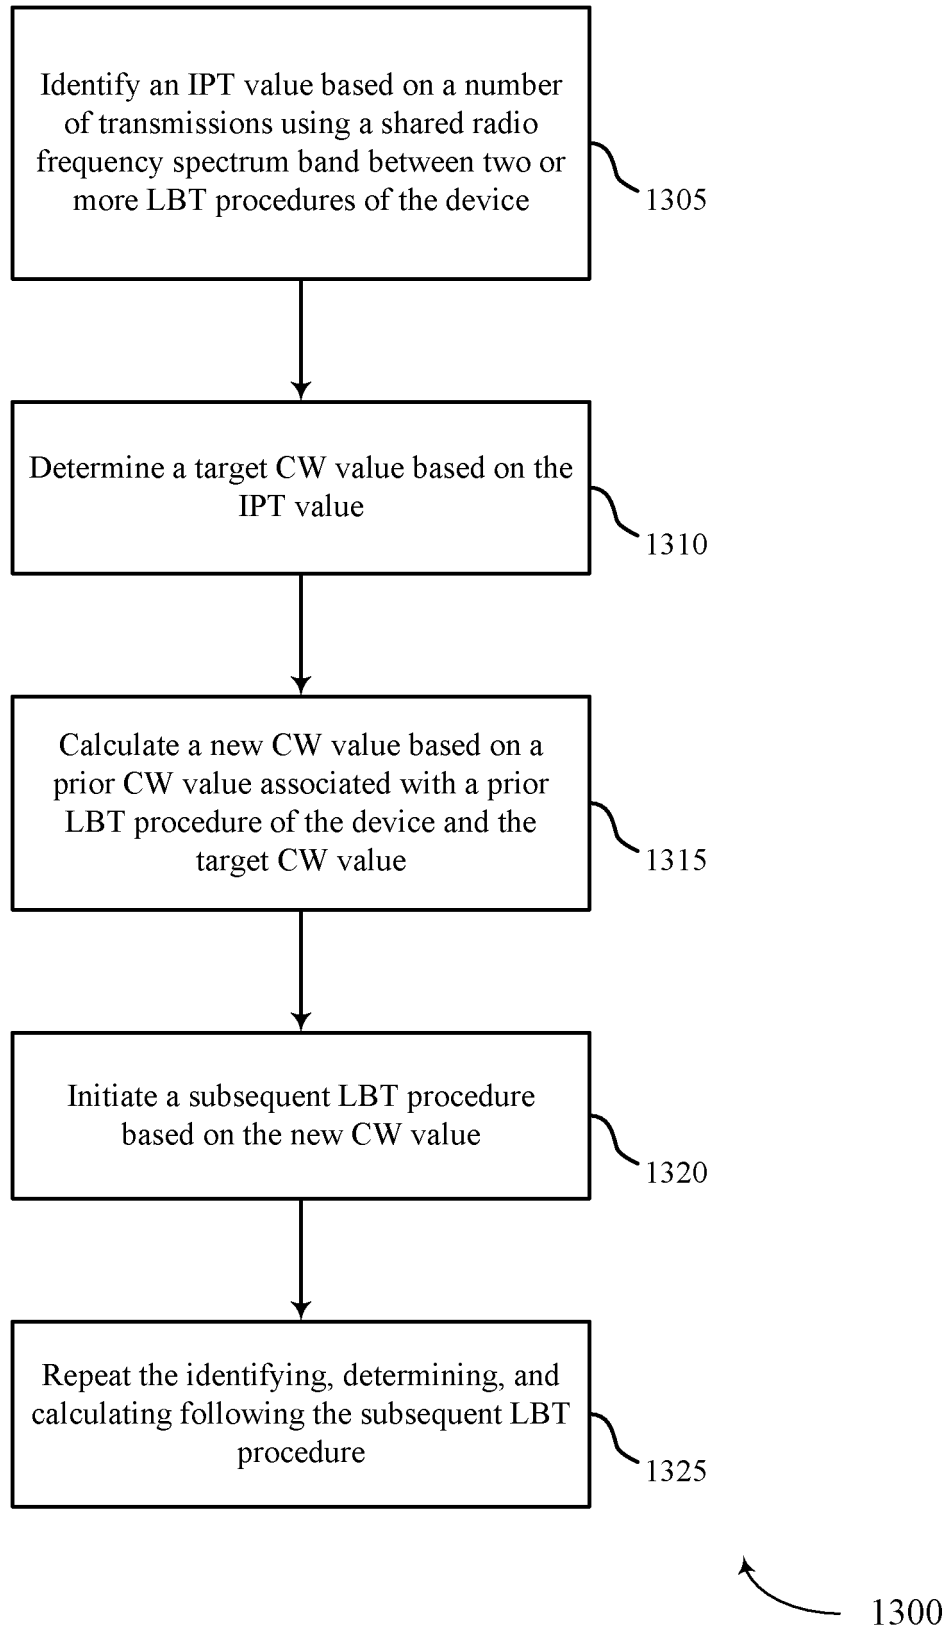 Identify an IPT value based on a number
of transmissions using a shared radio
frequency spectrum band between two or
more LBT procedures of the device
1305
Determine a target CW value based on the
IPT value
1310
Calculate a new CW value based on a
prior CW value associated with a prior
LBT procedure of the device and the
target CW value
1315
Initiate a subsequent LBT procedure
based on the new CW value
1320
Repeat the identifying, determining, and
calculating following the subsequent LBT
procedure
1325
1300